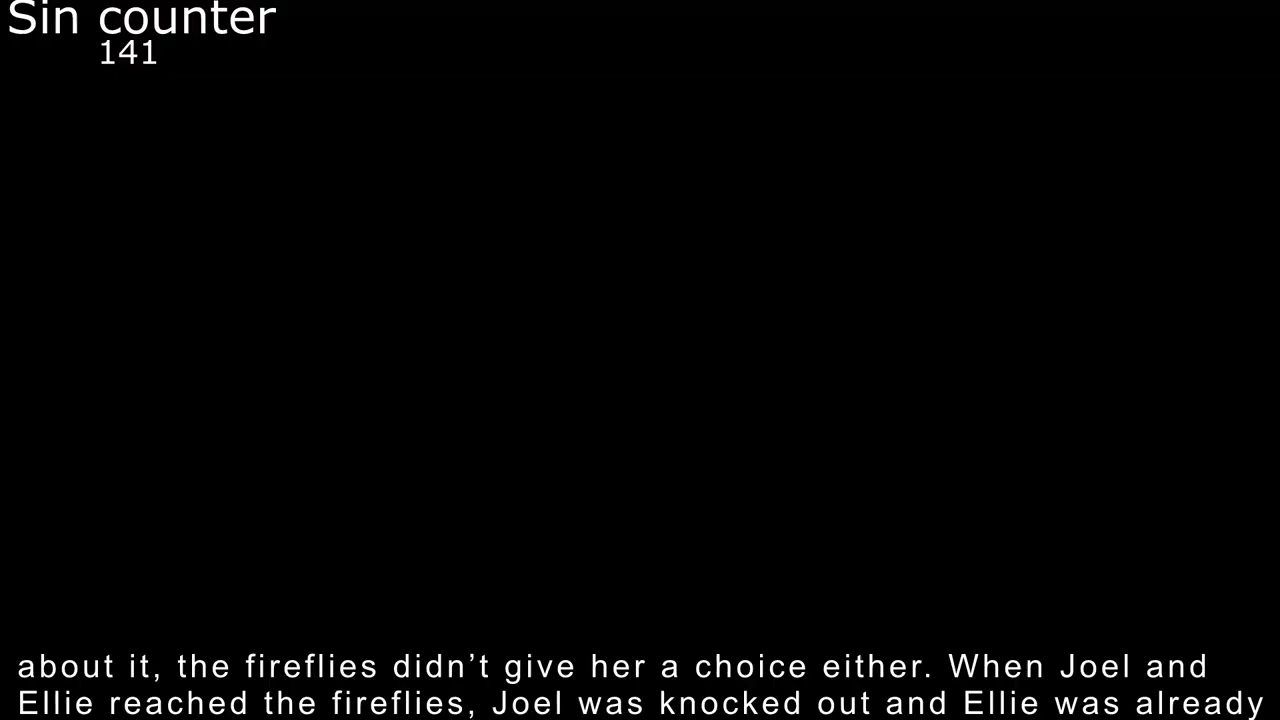 Sin counter
141
about it, the fireflies didn’t give her a choice either. When Joel and
Ellie reached the fireflies, Joel was knocked out and Ellie was already